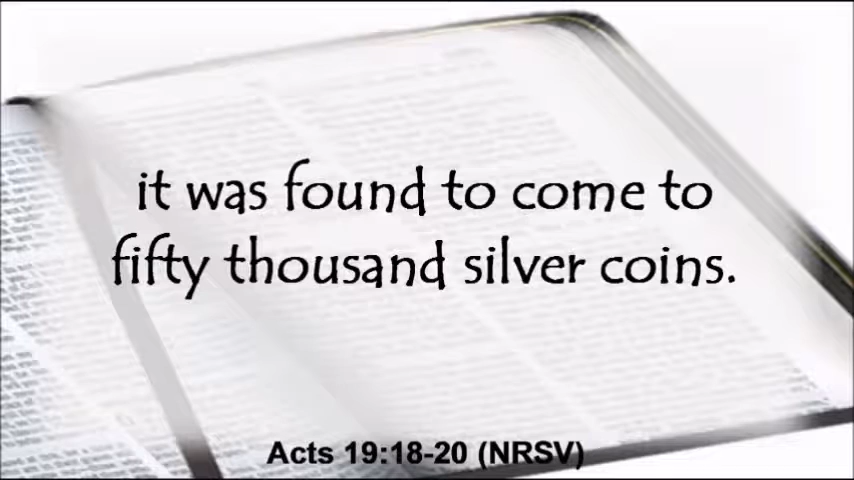 it was found to come to
fifty thousand silver coins.
Acts 19:18-20 (NRSV)